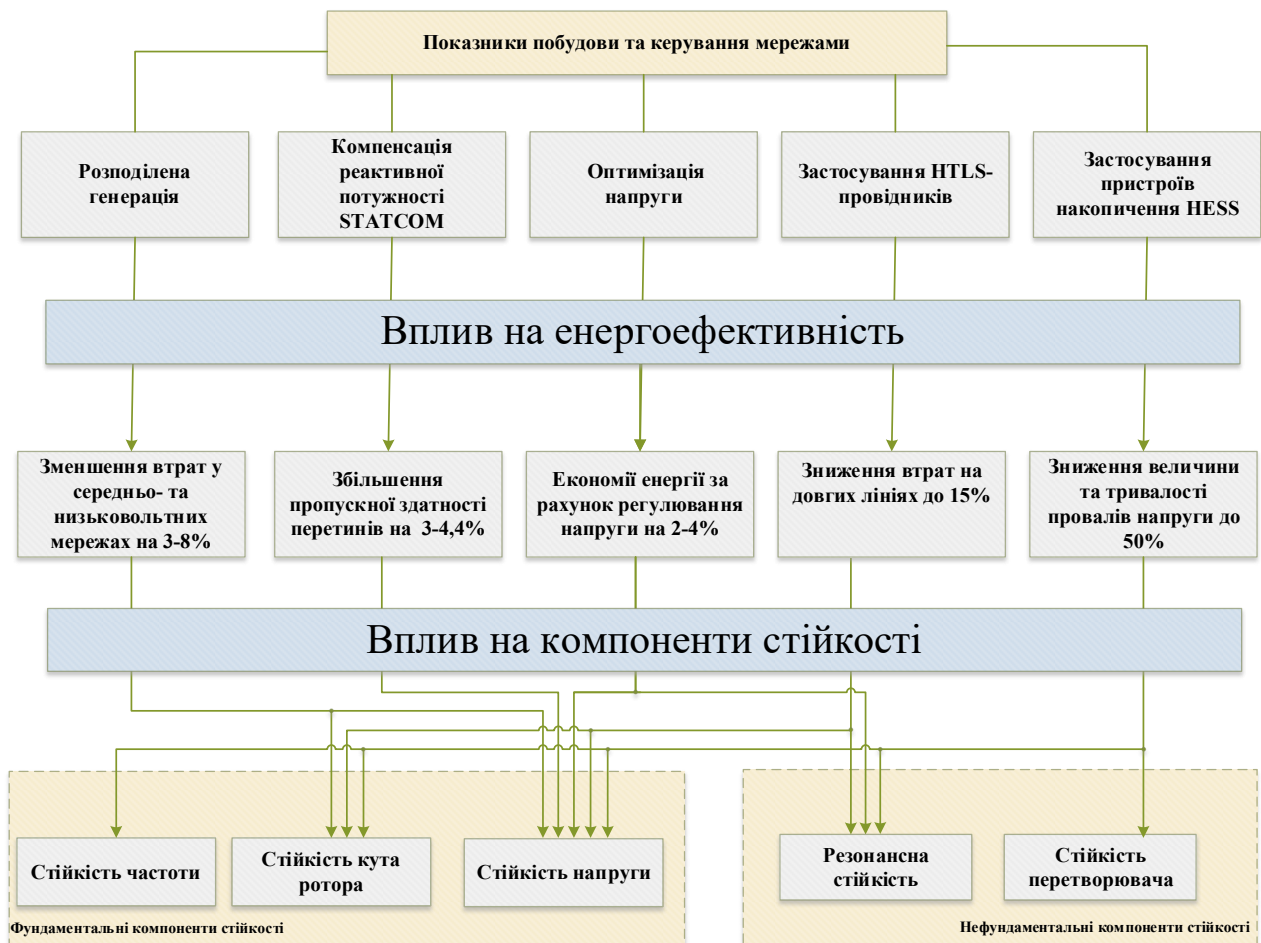 Показники побудови та керування мережами
Розподілена
генерація
Компенсація
реактивної
потужності
STATCOM
Оптимізація
напруги
Застосування HTLS-
провідників
Застосування
пристроїв
накопичення HESS
Вплив на енергоефективність
Зменшення втрат у
середньо- та
низьковольтних
мережах на 3-8%
Збільшення
пропускної здатності
перетинів на 3-4,4%
Економії енергії за
рахунок регулювання
напруги на 2-4%
Зниження втрат на
довгих лініях до 15%
Зниження величини
та тривалості
провалів напруги до
50%
Вплив на компоненти стійкості
Стійкість частоти
Стійкість кута
ротора
Стійкість напруги
Резонансна
стійкість
Стійкість
перетворювача
Фундаментальні компоненти стійкості
Нефундаментальні компоненти стійкості